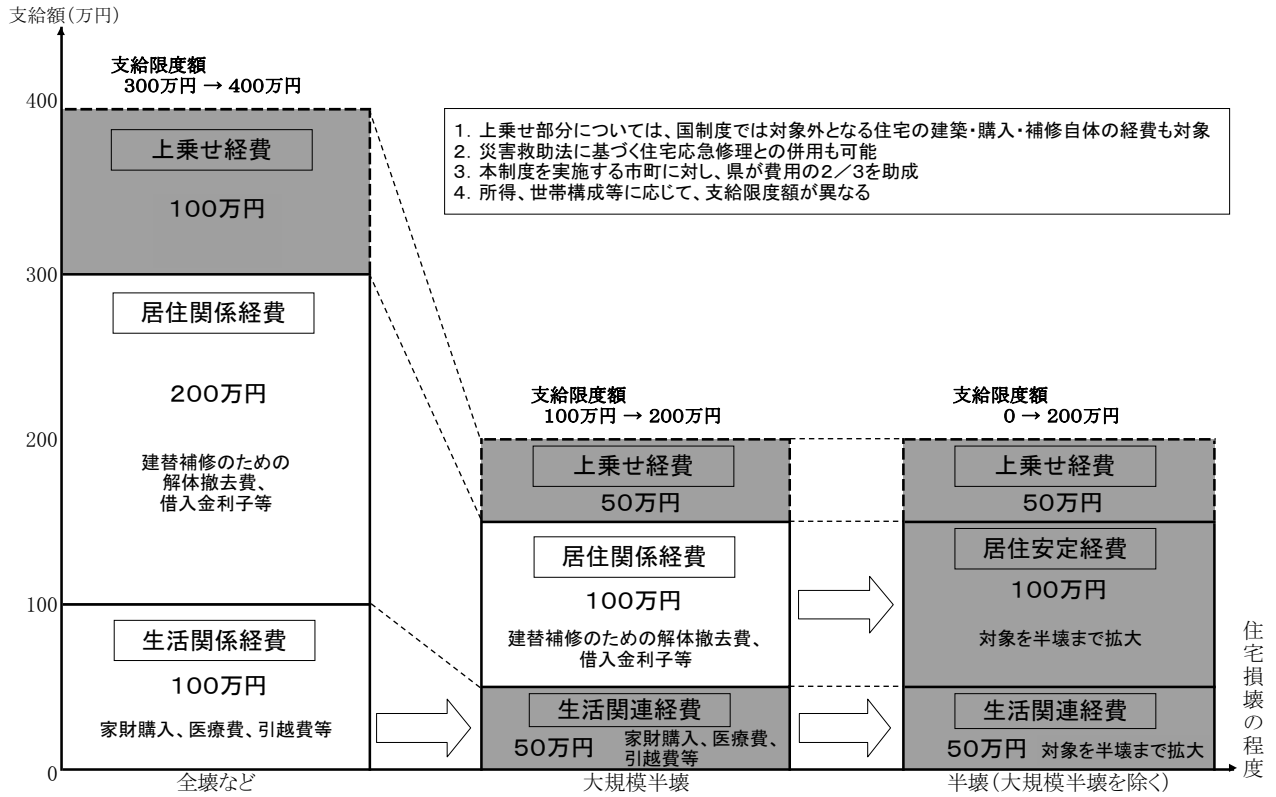 支給額(万円)
支給限度額
300万円 → 400万円
400
300
200
100
0
1. 上乗せ部分については、国制度では対象外となる住宅の建築・購入・補修自体の経費も対象
2. 災害救助法に基づく住宅応急修理との併用も可能
3. 本制度を実施する市町に対し、県が費用の2/3を助成
4. 所得、世帯構成等に応じて、支給限度額が異なる
上乗せ経費
100万円
居住関係経費
200万円
建替補修のための
解体撤去費、
借入金利子等
生活関係経費
100万円
家財購入、医療費、引越費等
全壊など
支給限度額
100万円 → 200万円
上乗せ経費
50万円
居住関係経費
100万円
建替補修のための解体撤去費、
借入金利子等
生活関連経費
50万円
家財購入、医療費、
引越費等
大規模半壊
支給限度額
0 → 200万円
上乗せ経費
50万円
居住安定経費
100万円
対象を半壊まで拡大
生活関連経費
50万円 対象を半壊まで拡大
半壊(大規模半壊を除く)
住宅損壊の程度